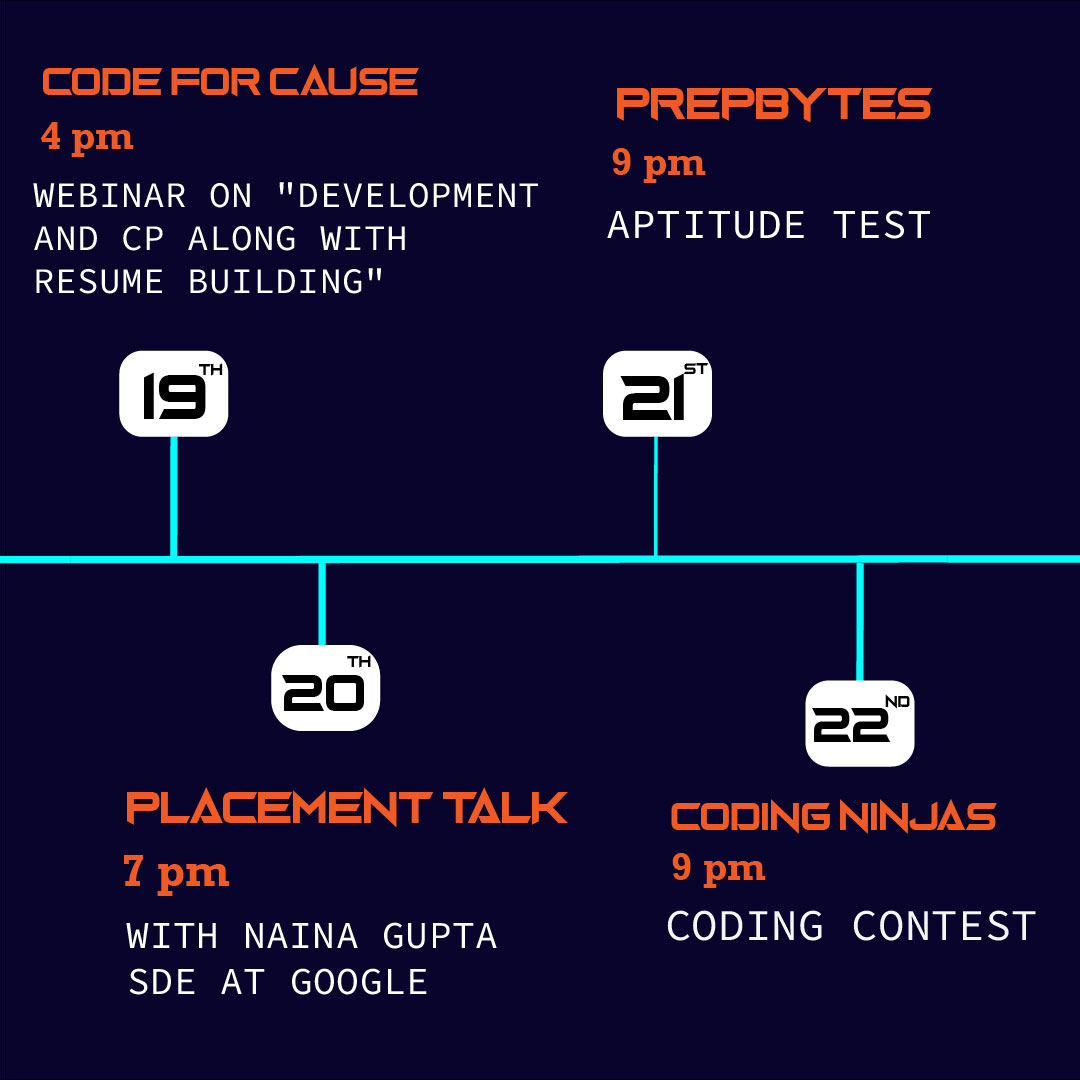 CODE FOR CAUSE
4 pm
WEBINAR ON "DEVELOPMENT
AND CP ALONG WITH
RESUME BUILDING"
19TH
PREPBYTES
9 pm
APTITUDE TEST
21ST
20TH
PLACEMENT TALK
7 pm
WITH NAINA GUPTA
SDE AT GOOGLE
22ND
CODING NINJAS
9 pm
CODING CONTEST